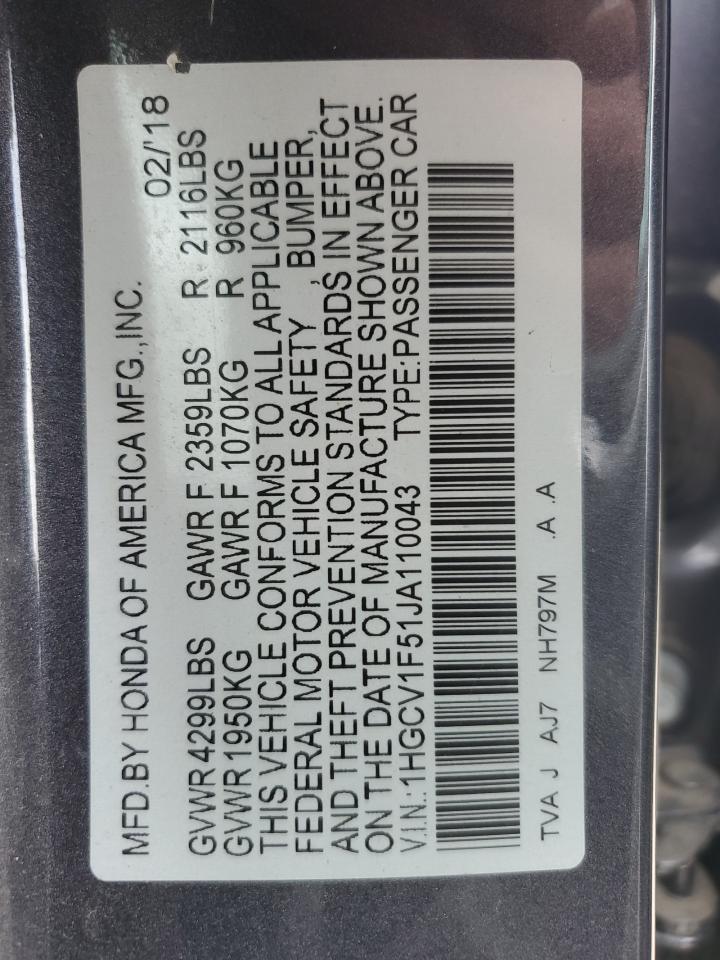 MFD.BY HONDA OF AMERICA MFG.,INC. 02/'18
GVWR 4299LBS GAWR F 2359LBS R 2116LBS
GVWR 1950KG GAWR F 1070KG R 960KG
THIS VEHICLE CONFORMS TO ALL APPLICABLE
FEDERAL MOTOR VEHICLE SAFETY , BUMPER,
AND THEFT PREVENTION STANDARDS IN EFFECT
ON THE DATE OF MANUFACTURE SHOWN ABOVE.
V.I.N.:1HGCV1F51JA110043 TYPE:PASSENGER CAR
TVA J AJ7 NH797M .A .A